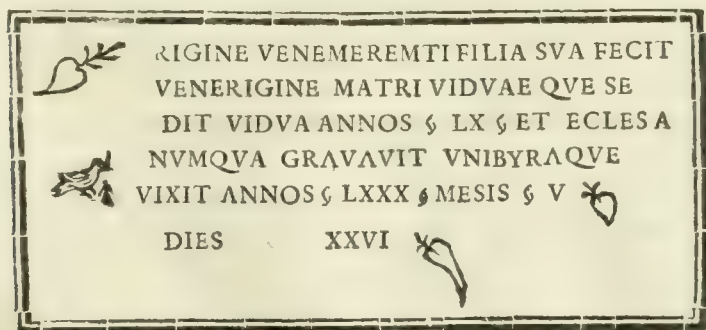 RIGINE VENEMEREMTI FILIA SVA FECIT
VENERIGINE MATRI VIDVAE QVE SE
DIT VIDVA ANNOS LX ET ECLESA
NVMQVA GRAVAVIT VNIBYRAQVE
VIXIT ANNOS LXXX MESIS V
DIES XXVI